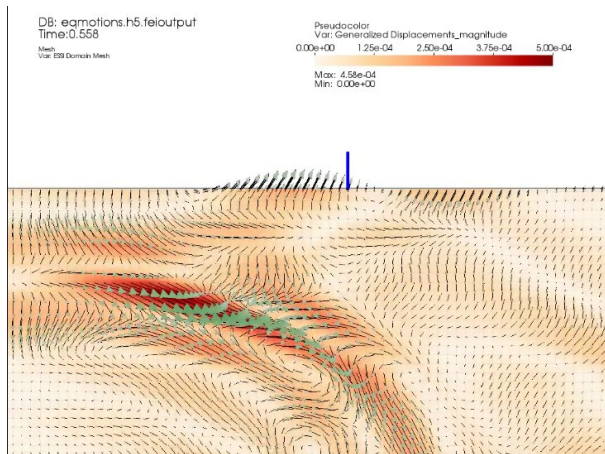 DB: eqmotions.h5.feioutput
Time:0.558
Mesh
Var: ESSI Domain Mesh
Pseudocolor
Var: Generalized Displacements_magnitude
0.00e+00 1.25e-04 2.50e-04 3.75e-04 5.00e-04
Max: 4.58e-04
Min: 0.00e+00